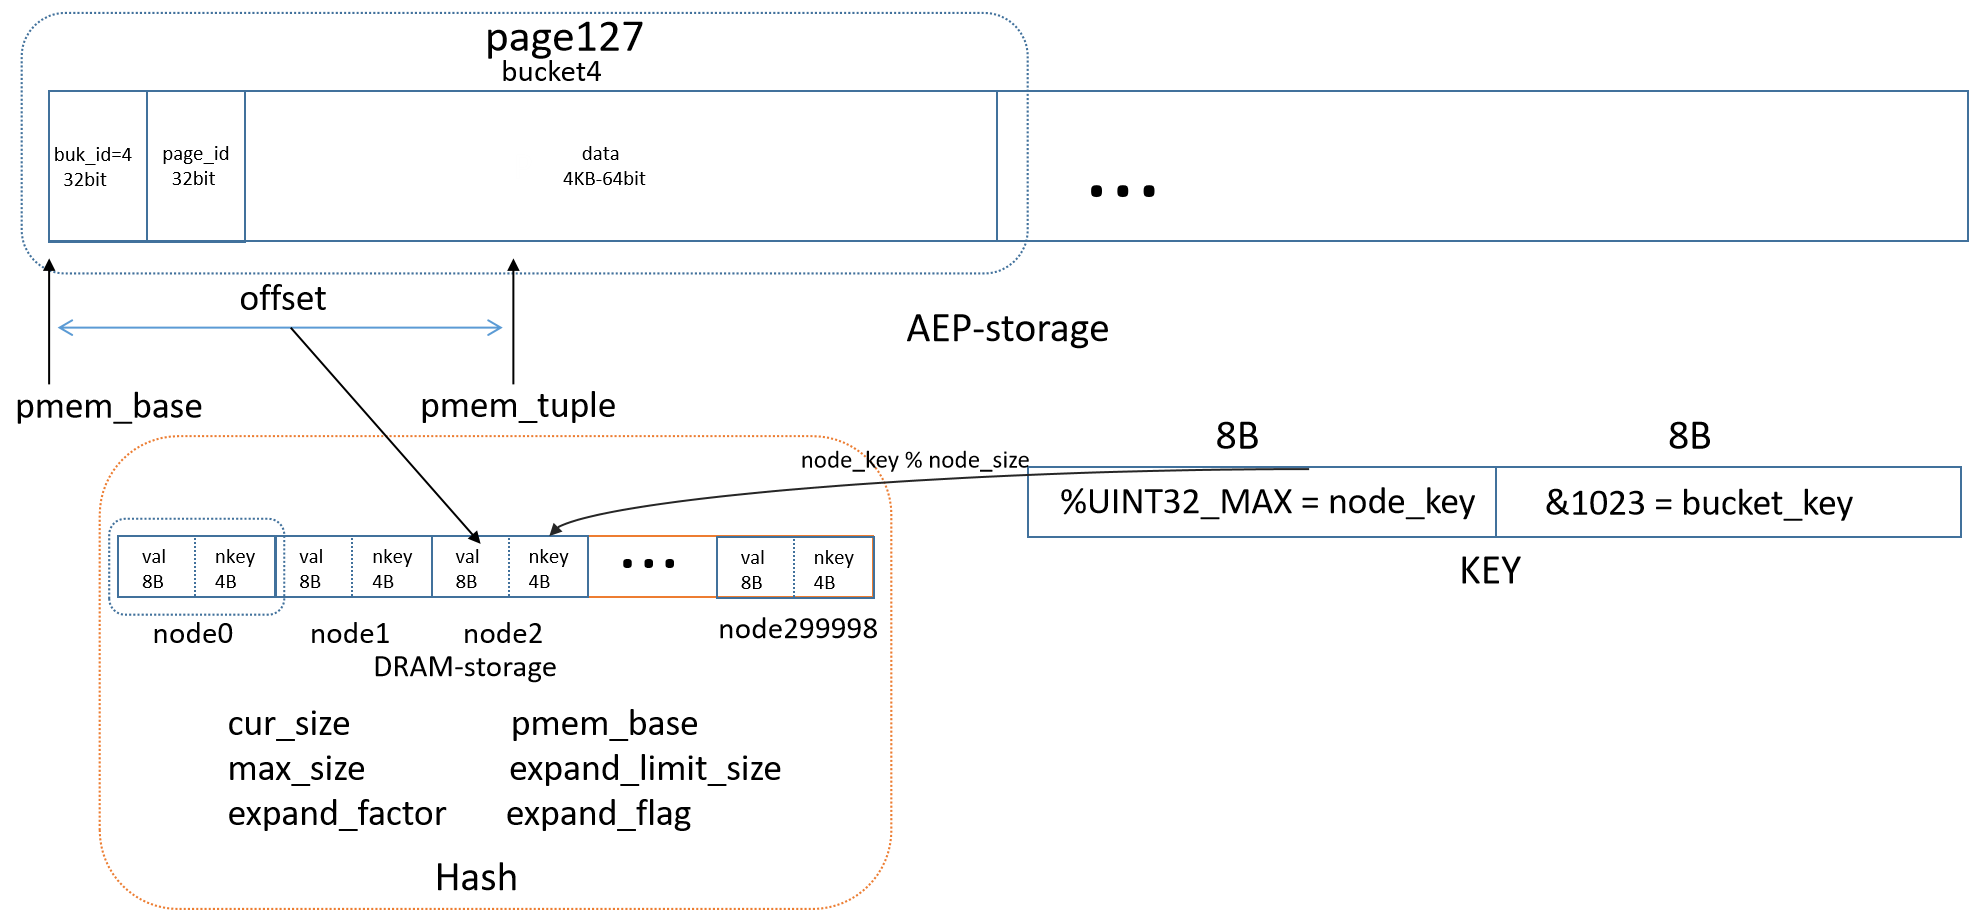 page127
bucket4
buk_id=4
32bit
page_id
32bit
data
4KB-64bit
...
offset
AEP-storage
pmem_base
pmem_tuple
8B
8B
node_key % node_size
%UINT32_MAX = node_key
&1023 = bucket_key
KEY
val
8B
nkey
4B
val
8B
nkey
4B
val
8B
nkey
4B
...
val
8B
nkey
4B
node0
node1
node2
node299998
DRAM-storage
cur_size
pmem_base
max_size
expand_limit_size
expand_factor
expand_flag
Hash